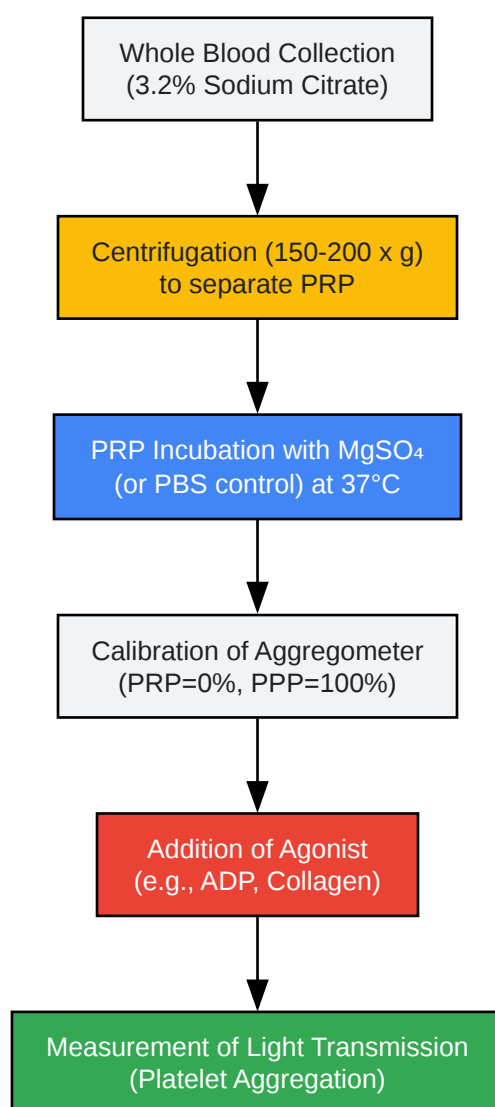 Whole Blood Collection
(3.2% Sodium Citrate)
Centrifugation (150-200 x g)
to separate PRP
PRP Incubation with MgSO₄
(or PBS control) at 37°C
Calibration of Aggregometer
(PRP=0%, PPP=100%)
Addition of Agonist
(e.g., ADP, Collagen)
Measurement of Light Transmission
(Platelet Aggregation)